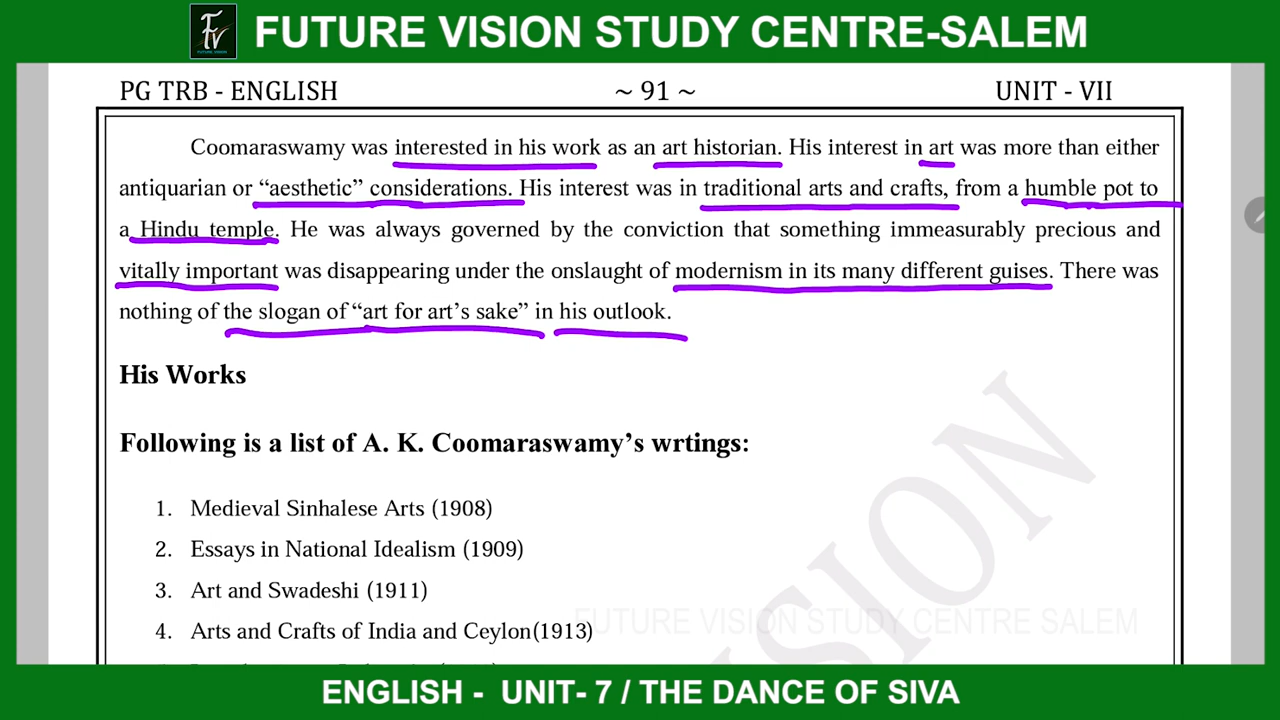 FUTURE VISION STUDY CENTRE-SALEM
PG TRB - ENGLISH ~ 91 ~ UNIT - VII
Coomaraswamy was interested in his work as an art historian. His interest in art was more than either
antiquarian or “aesthetic” considerations. His interest was in traditional arts and crafts, from a humble pot to
a Hindu temple. He was always governed by the conviction that something immeasurably precious and
vitally important was disappearing under the onslaught of modernism in its many different guises. There was
nothing of the slogan of “art for art’s sake” in his outlook.
His Works
Following is a list of A. K. Coomaraswamy’s wrtings:
1. Medieval Sinhalese Arts (1908)
2. Essays in National Idealism (1909)
3. Art and Swadeshi (1911)
4. Arts and Crafts of India and Ceylon(1913)
FUTURE VISION STUDY CENTRE SALEM
VISION
ENGLISH - UNIT- 7 / THE DANCE OF SIVA